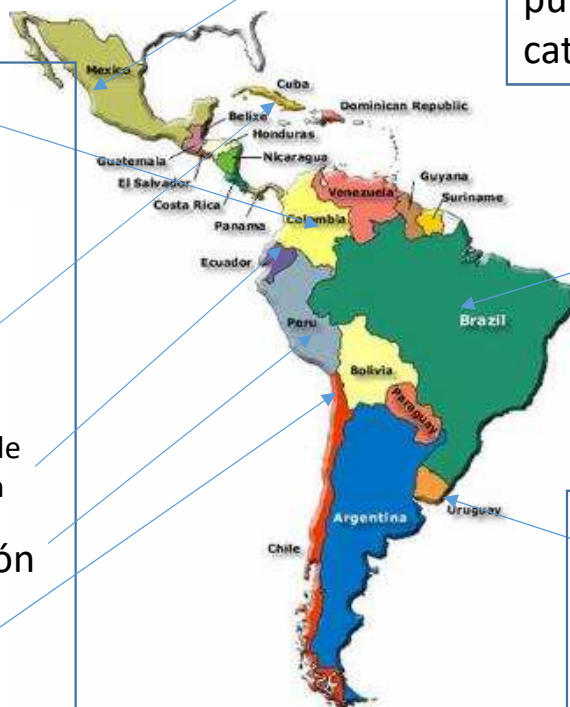 pu
cat
Mexico
Cuba
Dominican Republic
Belize
Honduras
Guatemala
Nicaragua
El Salvador
Costa Rica
Panama
Venezuela
Guyana
Suriname
Colombia
Ecuador
Brazil
Peru
Bolivia
Paraguay
le
ón
Uruguay
Argentina
Chile